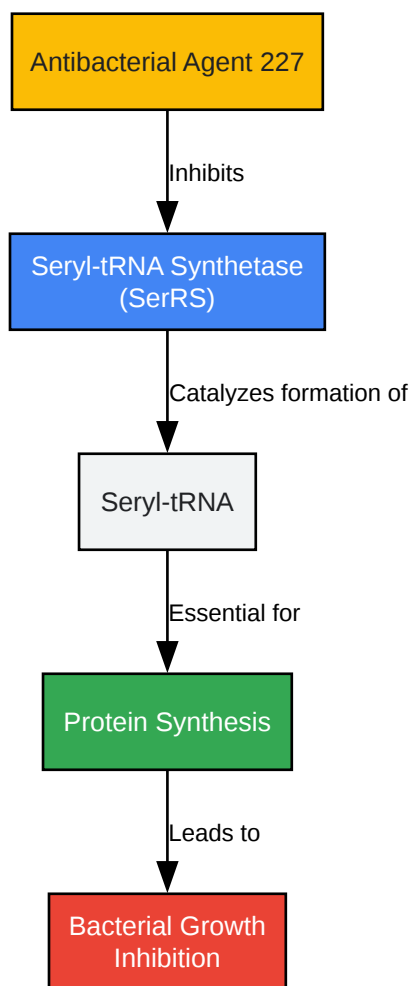 Antibacterial Agent 227
Inhibits
Seryl-tRNA Synthetase
(SerRS)
Catalyzes formation of
Seryl-tRNA
Essential for
Protein Synthesis
Leads to
Bacterial Growth
Inhibition